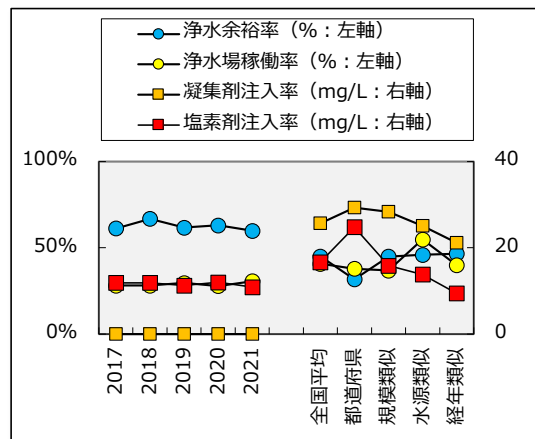 浄水余裕率（%：左軸）
浄水場稼働率（%：左軸）
凝集剤注入率（mg/L：右軸）
塩素剤注入率（mg/L：右軸）
100%
50%
0%
40
20
0
2017
2018
2019
2020
2021
全国平均
都道府県
規模類似
水源類似
経年類似